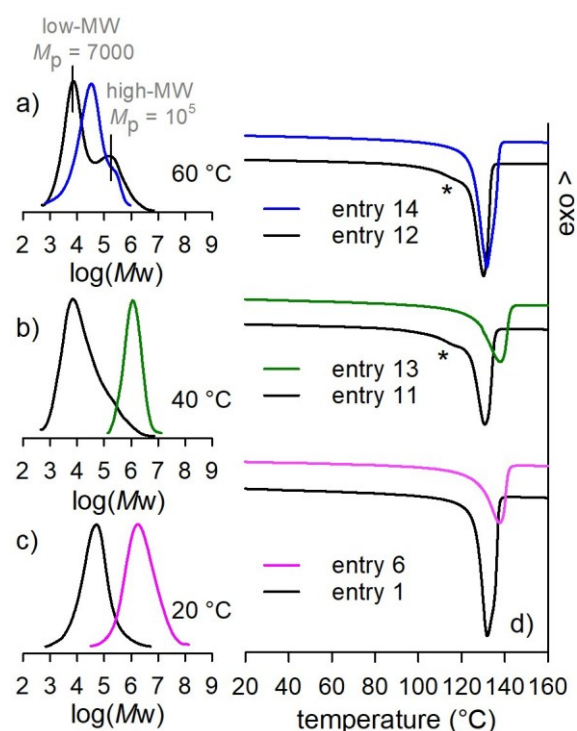 low-MW
Mp = 7000
high-MW
Mp = 10⁵
a)
60 °C
2 3 4 5 6 7 8 9
log(Mw)
b)
40 °C
2 3 4 5 6 7 8 9
log(Mw)
c)
20 °C
2 3 4 5 6 7 8 9
log(Mw)
exo >
*
entry 14
entry 12
*
entry 13
entry 11
entry 6
entry 1
d)
20 40 60 80 100 120 140 160
temperature (°C)